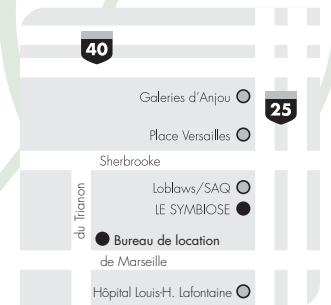 40
Galeries d'Anjou
25
Place Versailles
Sherbrooke
du Trianon
Loblaws/SAQ
LE SYMBIOSE
Bureau de location
de Marseille
Hôpital Louis-H. Lafontaine